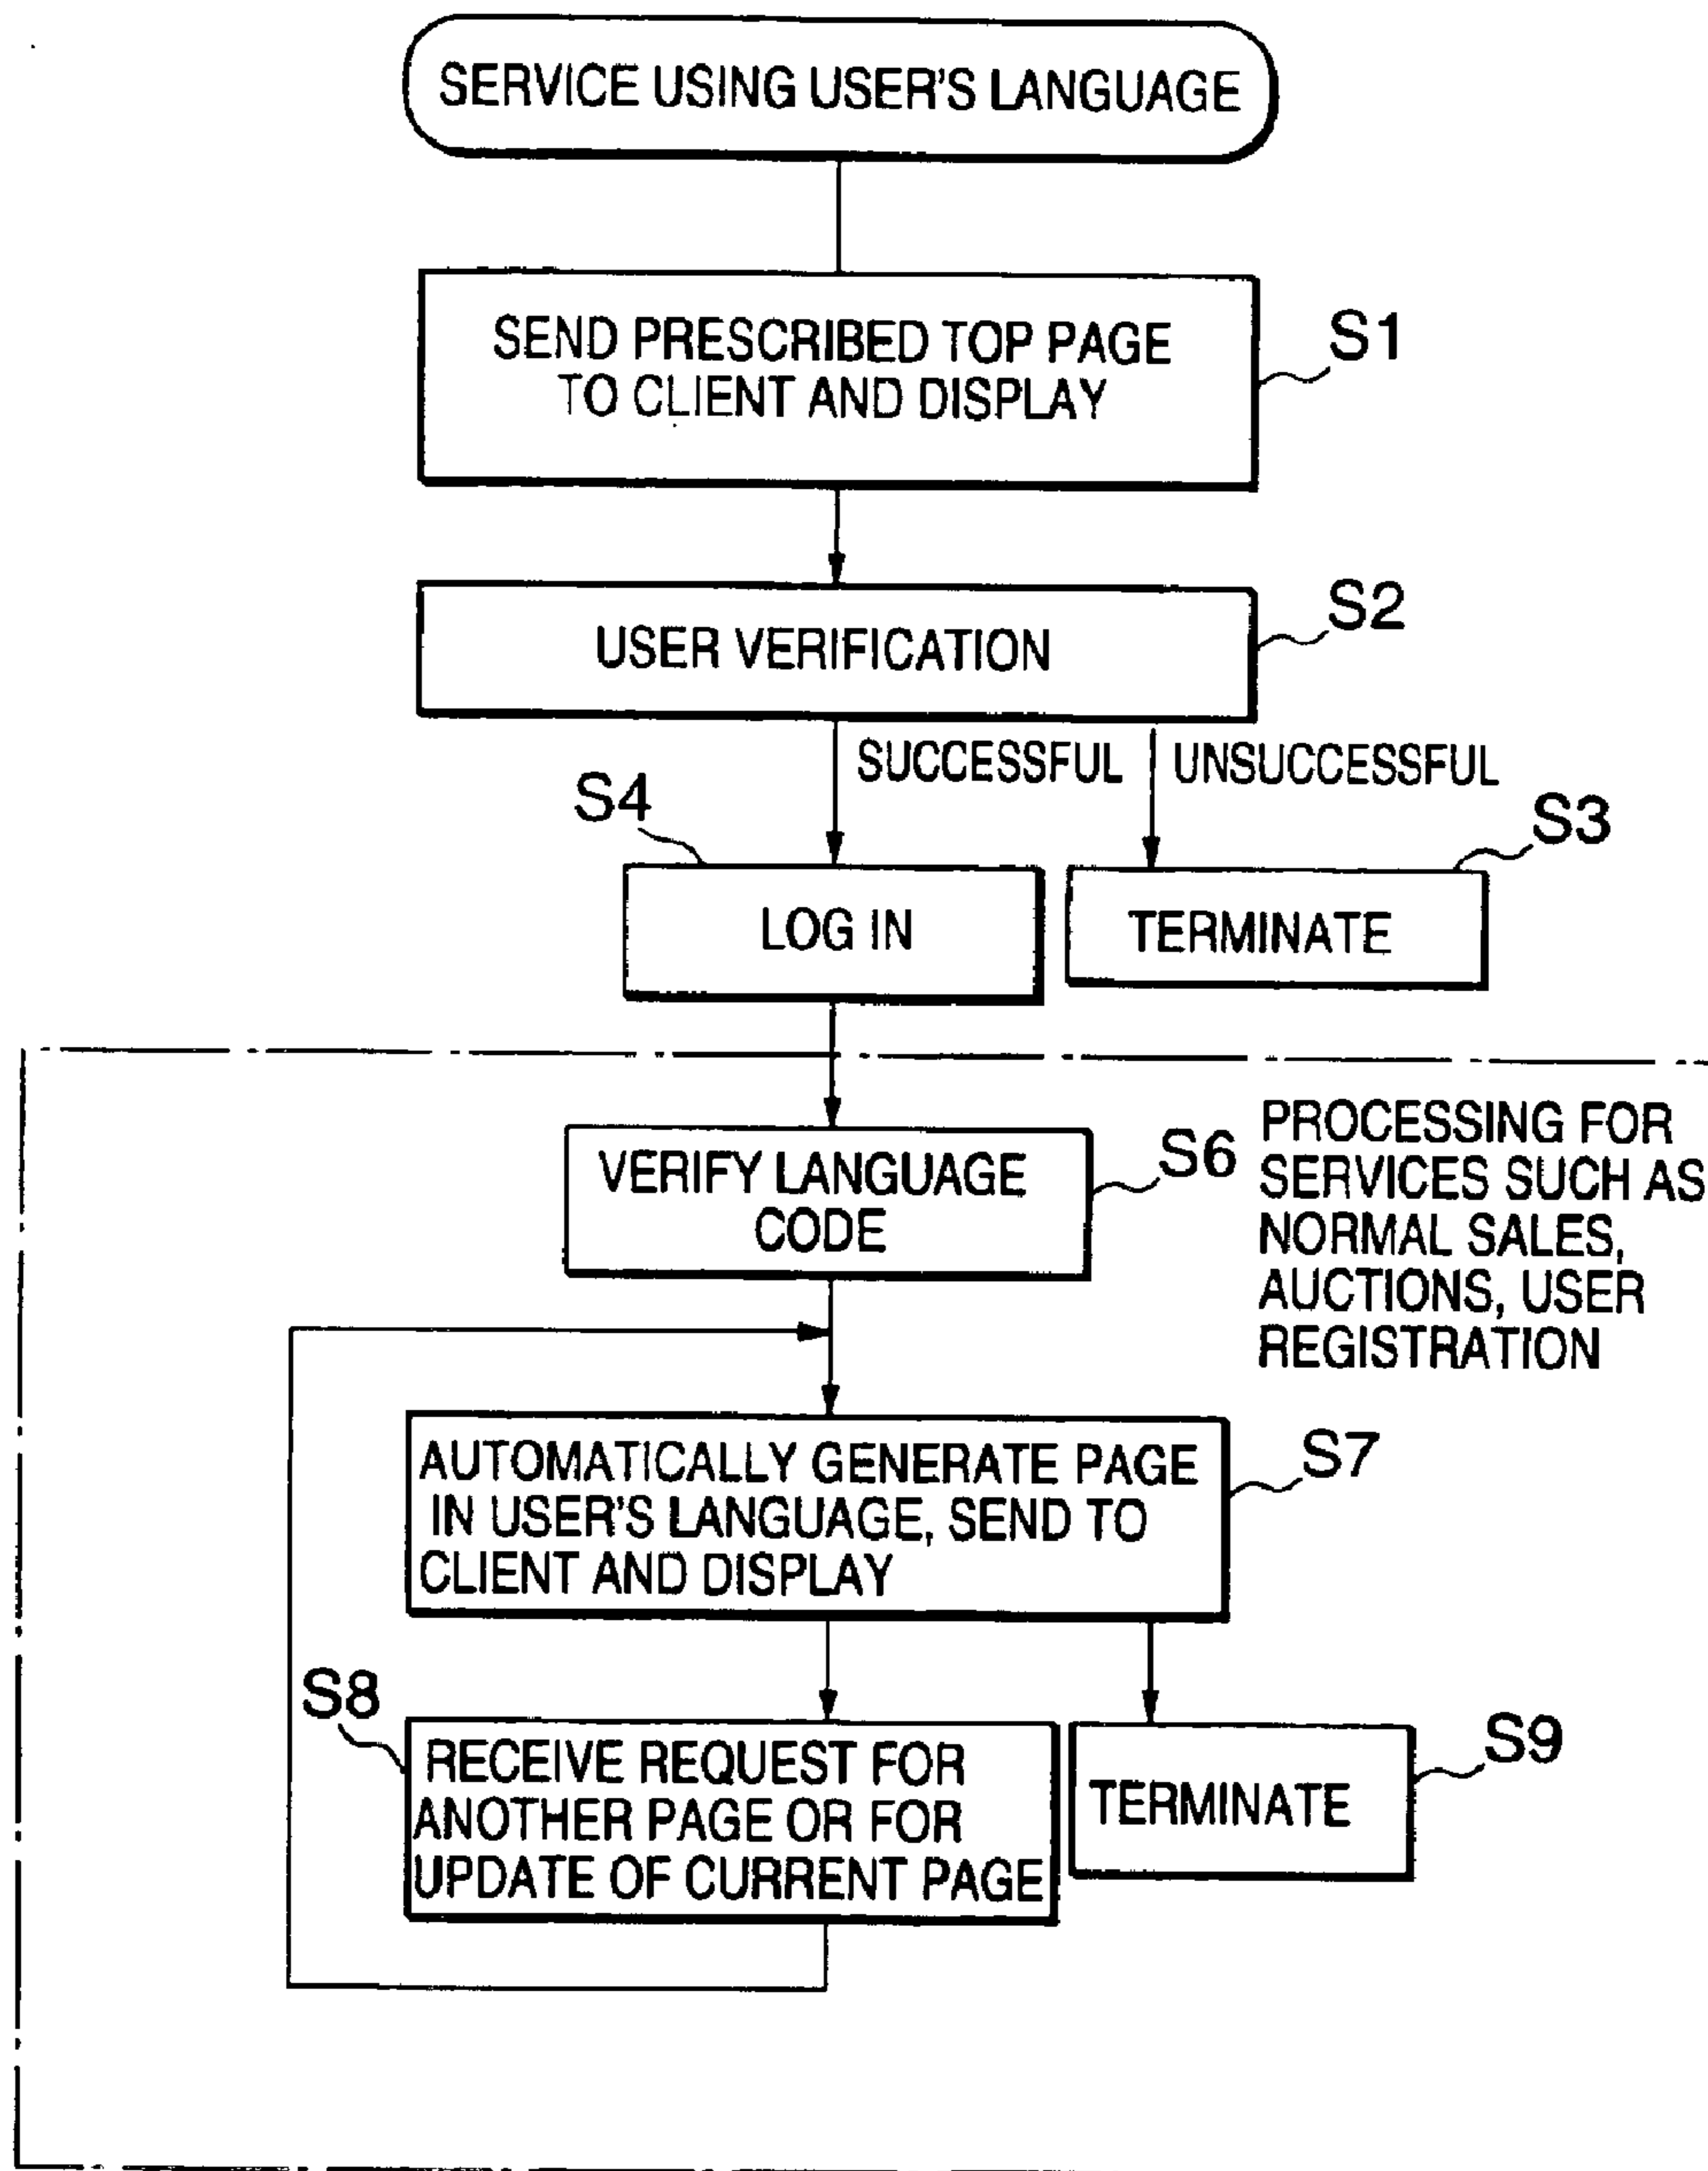 SERVICE USING USER'S LANGUAGE
SEND PRESCRIBED TOP PAGE
TO CLIENT AND DISPLAY
S1
USER VERIFICATION
S2
SUCCESSFUL
UNSUCCESSFUL
S4
S3
LOG IN
TERMINATE
VERIFY LANGUAGE
CODE
S6
PROCESSING FOR
SERVICES SUCH AS
NORMAL SALES,
AUCTIONS, USER
REGISTRATION
AUTOMATICALLY GENERATE PAGE
IN USER'S LANGUAGE, SEND TO
CLIENT AND DISPLAY
S7
S8
RECEIVE REQUEST FOR
ANOTHER PAGE OR FOR
UPDATE OF CURRENT PAGE
TERMINATE
S9